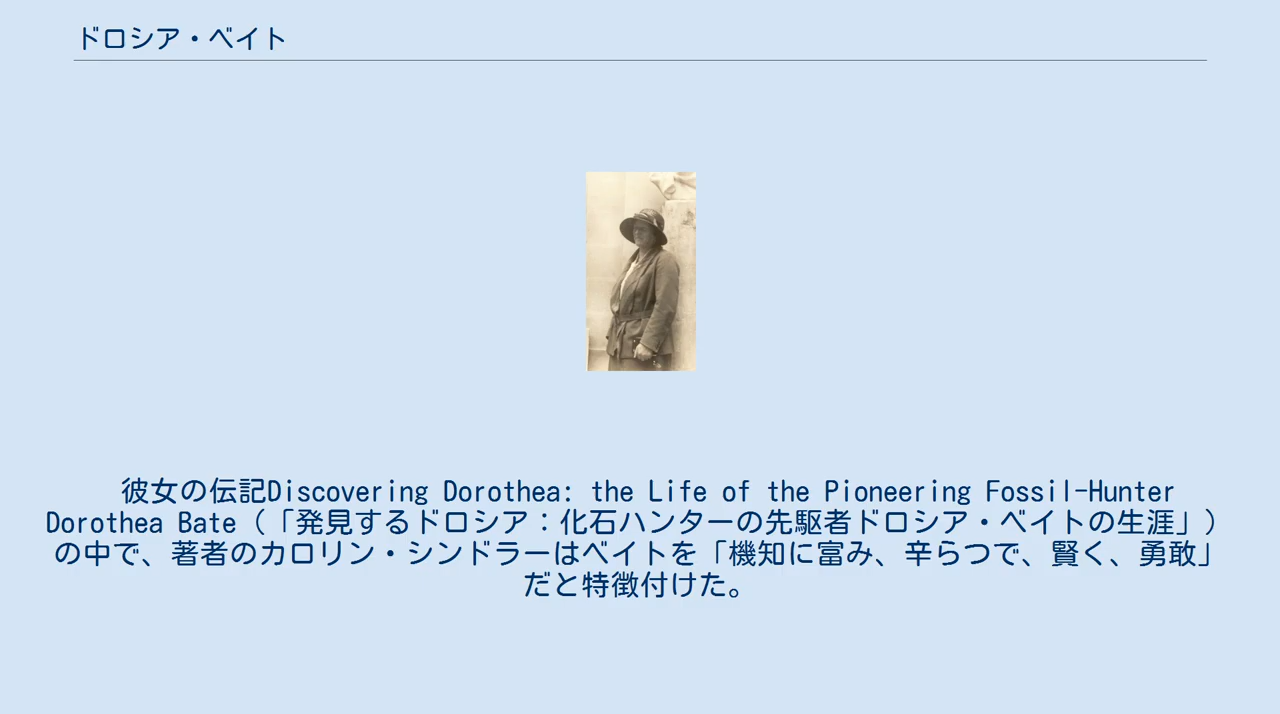 ドロシア・ベイト
彼女の伝記Discovering Dorothea: the Life of the Pioneering Fossil-Hunter
Dorothea Bate（「発見するドロシア：化石ハンターの先駆者ドロシア・ベイトの生涯」）
の中で、著者のカロリン・シンドラーはベイトを「機知に富み、辛らつで、賢く、勇敢」
だと特徴付けた。